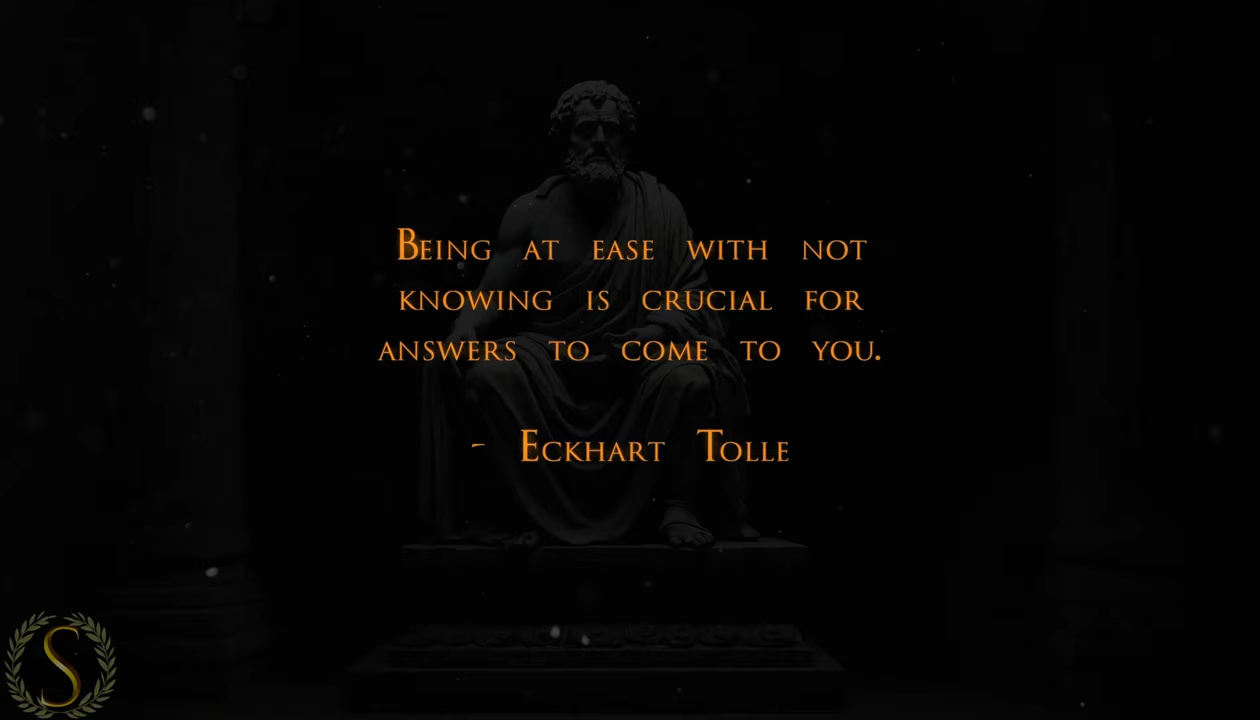 Being at ease with not
knowing is crucial for
answers to come to you.
- Eckhart Tolle
S